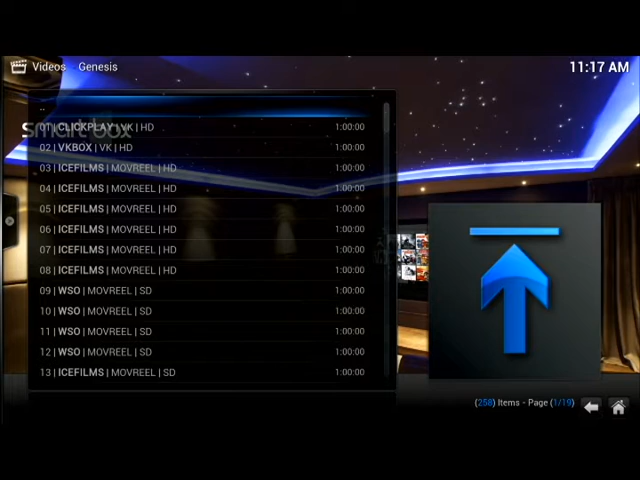 Videos Genesis
11:17 AM
..
smart box
01 | CLICKPLAY | VK | HD 1:00:00
02 | VKBOX | VK | HD 1:00:00
03 | ICEFILMS | MOVREEL | HD 1:00:00
04 | ICEFILMS | MOVREEL | HD 1:00:00
05 | ICEFILMS | MOVREEL | HD 1:00:00
06 | ICEFILMS | MOVREEL | HD 1:00:00
07 | ICEFILMS | MOVREEL | HD 1:00:00
08 | ICEFILMS | MOVREEL | HD 1:00:00
09 | WSO | MOVREEL | SD 1:00:00
10 | WSO | MOVREEL | SD 1:00:00
11 | WSO | MOVREEL | SD 1:00:00
12 | WSO | MOVREEL | SD 1:00:00
13 | ICEFILMS | MOVREEL | SD 1:00:00
(258) Items - Page (1/19)